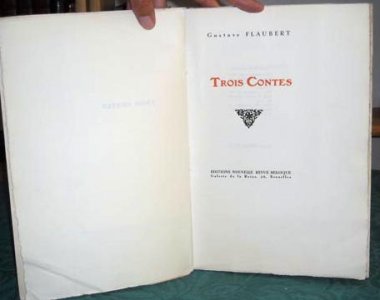 Gustave FLAUBERT
TROIS CONTES
EDITIONS NOUVELLE REVUE BELGIQUE
Galerie de la Reine, 28, Bruxelles